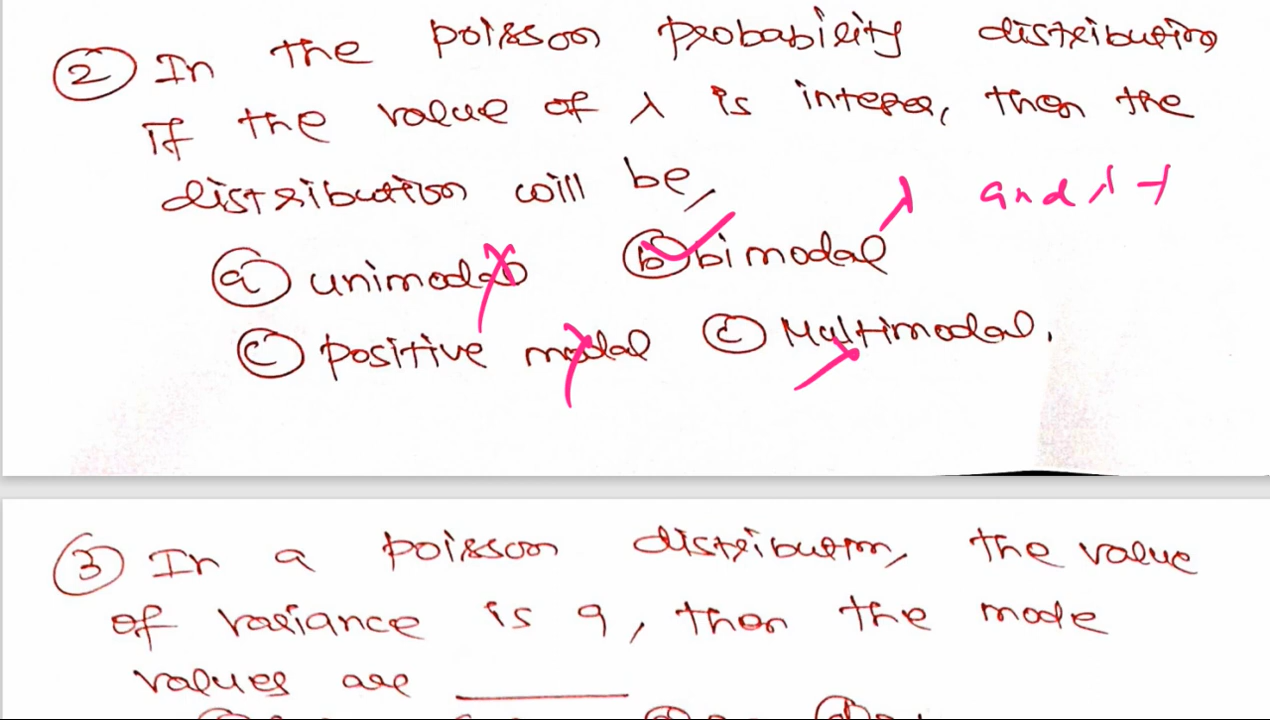 ② In the poisson probability distribution
If the value of λ is integer, then the
distribution will be, λ and λ-1
ⓐ unimodal ⓑ bimodal
ⓒ positive modal ⓓ Multimodal.
③ In a poisson distribution, the value
of variance is 9, then the mode
values are ______